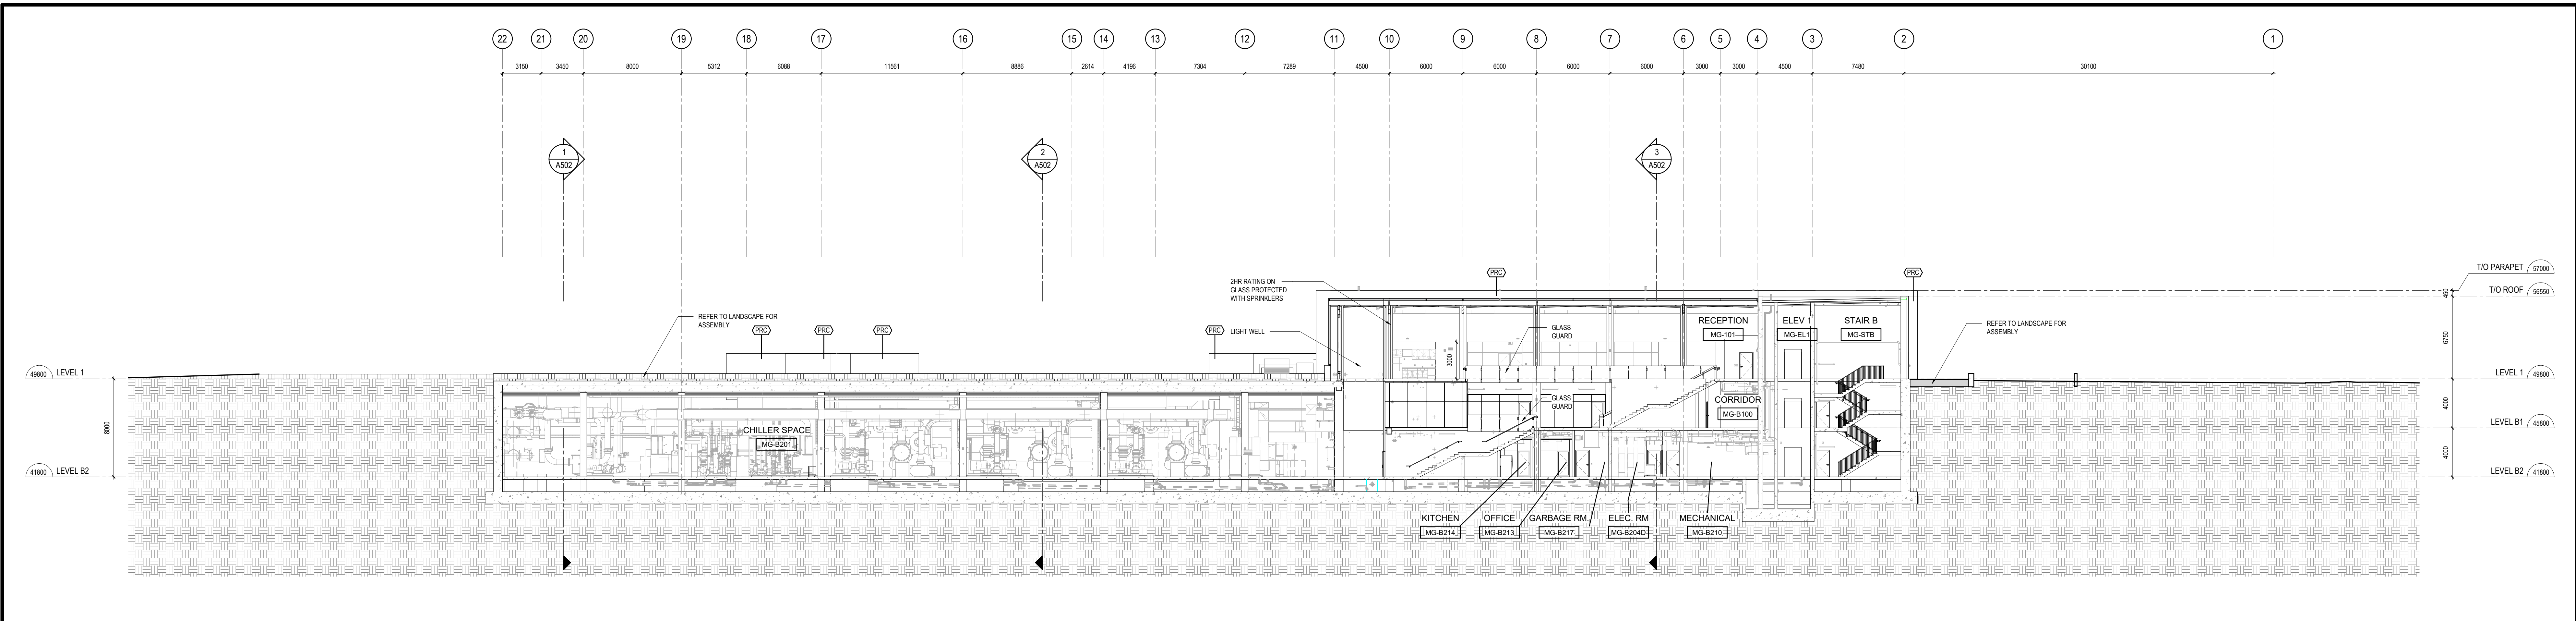 22 21 20 19 18 17 16 15 14 13 12 11 10 9 8 7 6 5 4 3 2 1
3150 3450 8000 5312 6088 11561 8886 2614 4196 7304 7289 4500 6000 6000 6000 6000 3000 3000 4500 7480 30100
1
A502
2
A502
3
A502
2HR RATING ON
GLASS PROTECTED
WITH SPRINKLERS
PRC
PRC
T/O PARAPET 57000
450
T/O ROOF 56550
REFER TO LANDSCAPE FOR
ASSEMBLY
PRC
PRC
PRC
PRC
LIGHT WELL
GLASS
GUARD
3000
RECEPTION
MG-101
ELEV 1
MG-EL1
STAIR B
MG-STB
REFER TO LANDSCAPE FOR
ASSEMBLY
6750
49800 LEVEL 1
LEVEL 1 49800
8000
GLASS
GUARD
CORRIDOR
MG-B100
4000
LEVEL B1 45800
CHILLER SPACE
MG-B201
4000
41800 LEVEL B2
LEVEL B2 41800
KITCHEN
MG-B214
OFFICE
MG-B213
GARBAGE RM.
MG-B217
ELEC. RM
MG-B204D
MECHANICAL
MG-B210